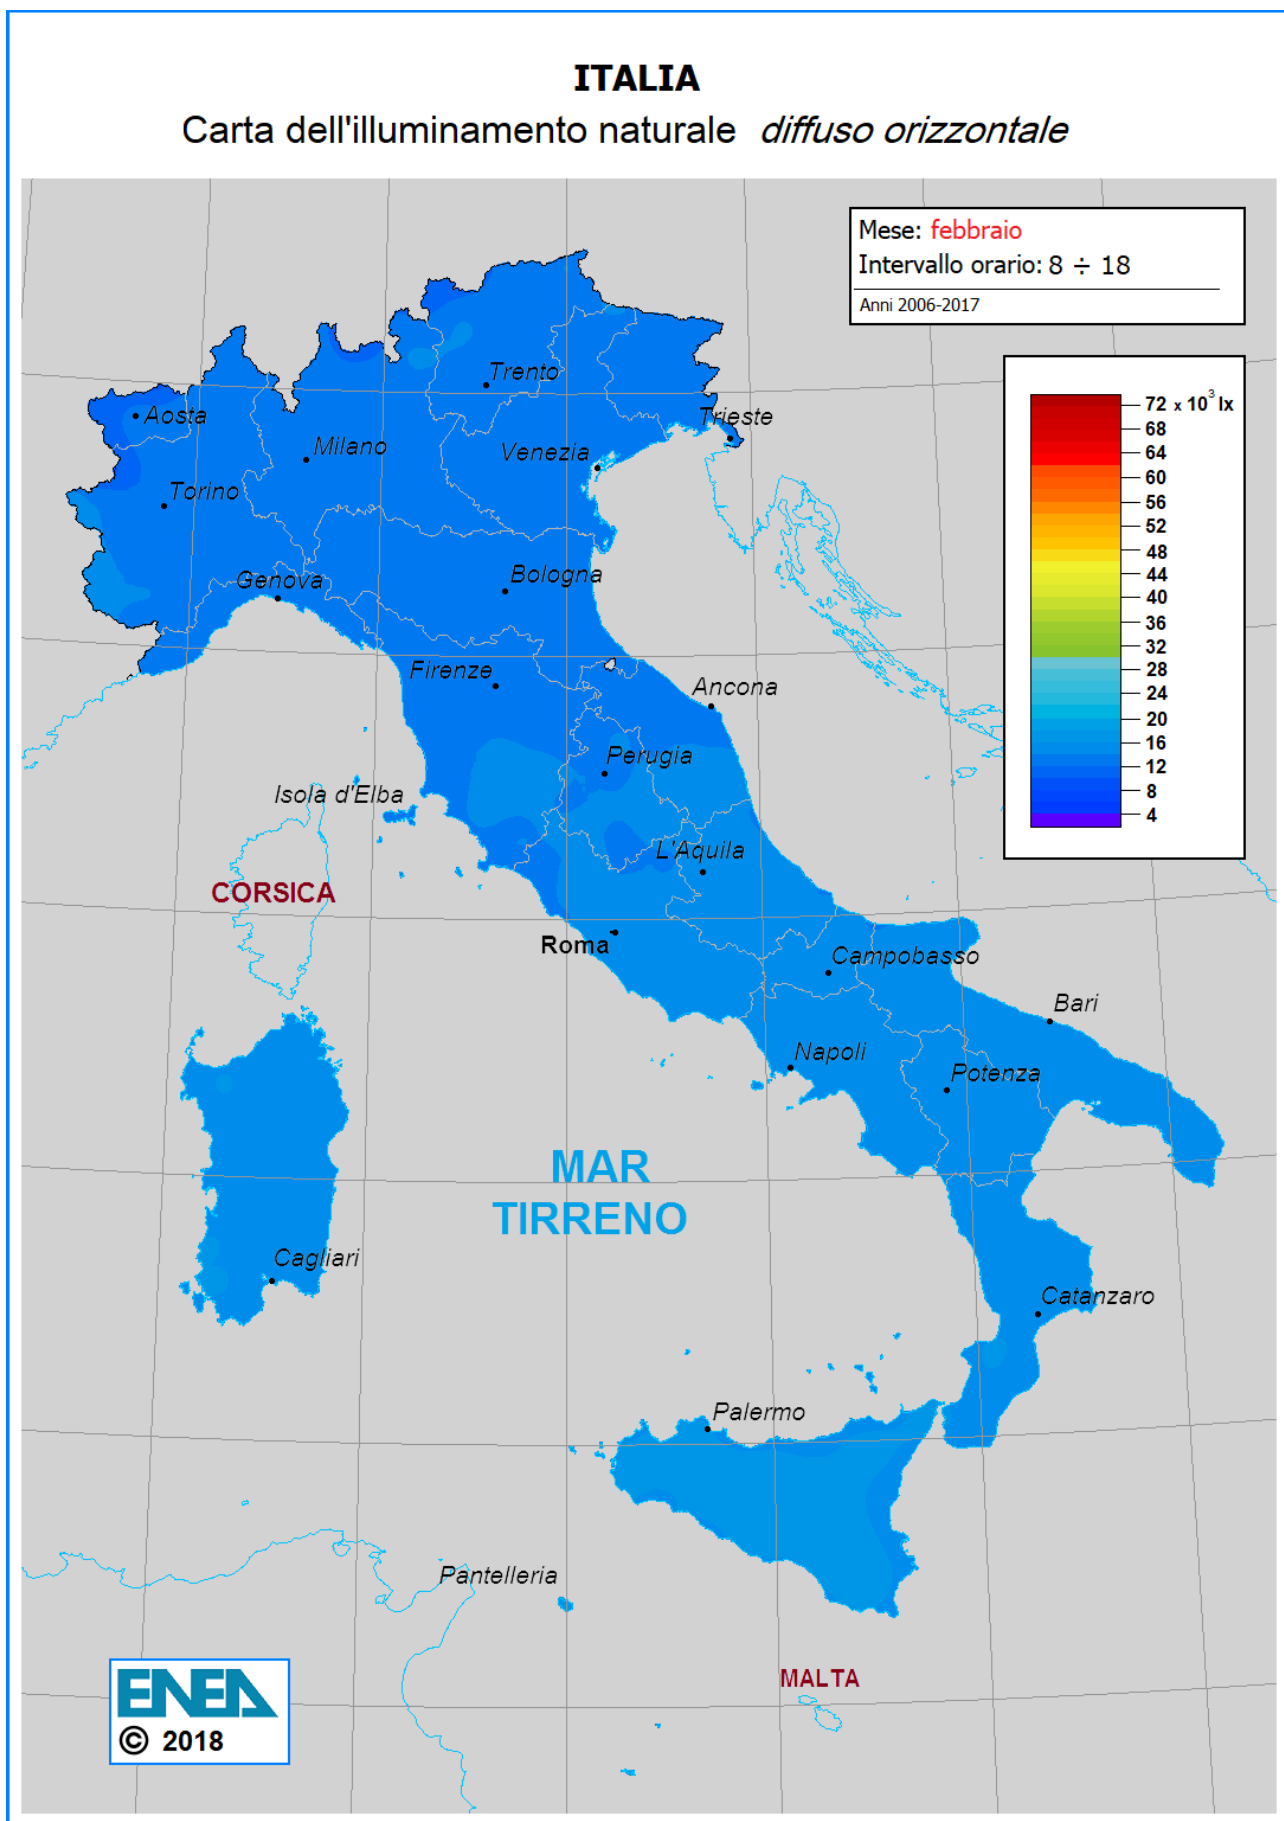 ITALIA
Carta dell'illuminamento naturale diffuso orizzontale
Mese: febbraio
Intervallo orario: 8 ÷ 18
Anni 2006-2017
72 x 10³ lx
68
64
60
56
52
48
44
40
36
32
28
24
20
16
12
8
4
Trento
Aosta
Trieste
Milano
Venezia
Torino
Genova
Bologna
Firenze
Ancona
Perugia
Isola d'Elba
L'Aquila
CORSICA
Roma
Campobasso
Bari
Napoli
Potenza
MAR
TIRRENO
Cagliari
Catanzaro
Palermo
Pantelleria
MALTA
ENEA
© 2018